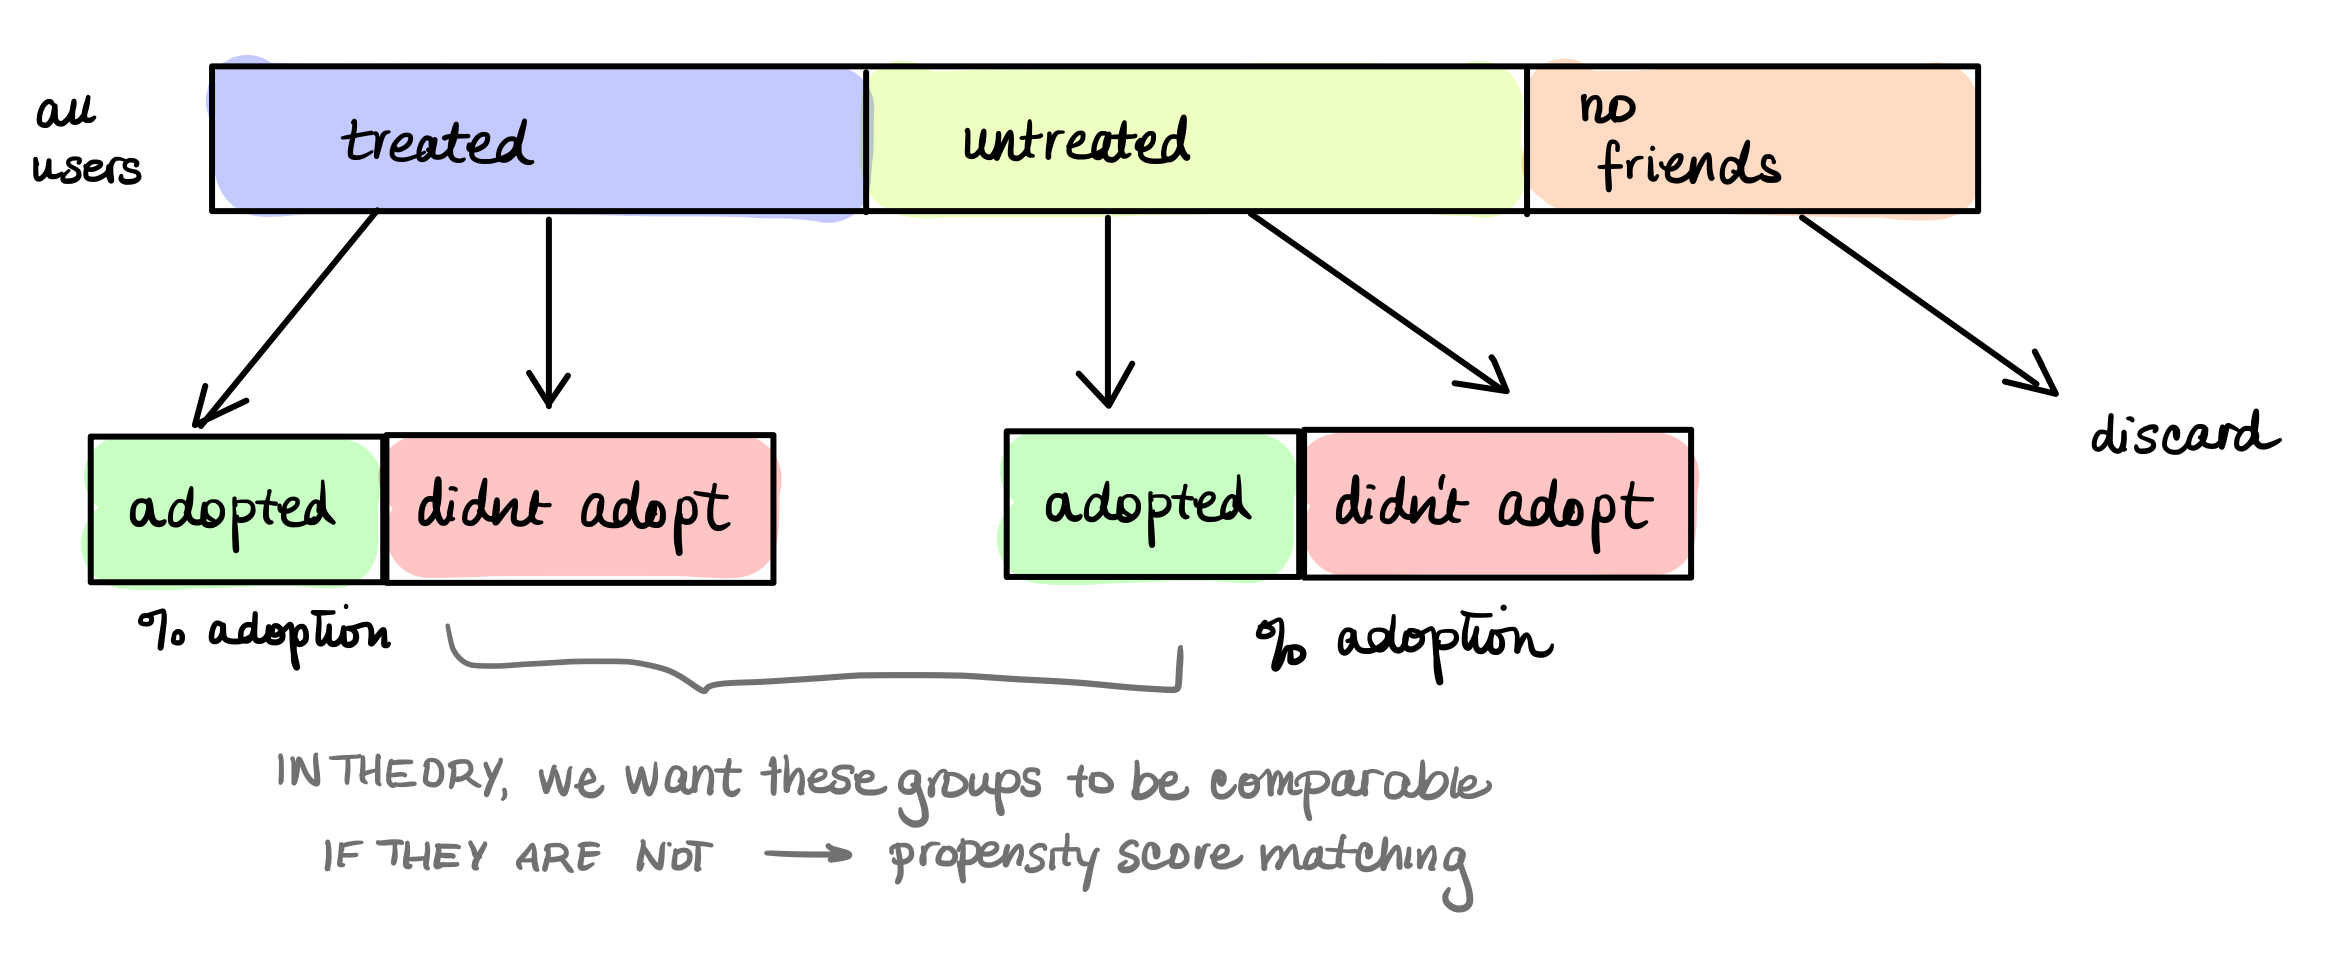 all
users
treated
untreated
no
friends
discard
adopted
didnt adopt
adopted
didn't adopt
% adoption
% adoption
IN THEORY, we want these groups to be comparable
IF THEY ARE NOT → propensity score matching